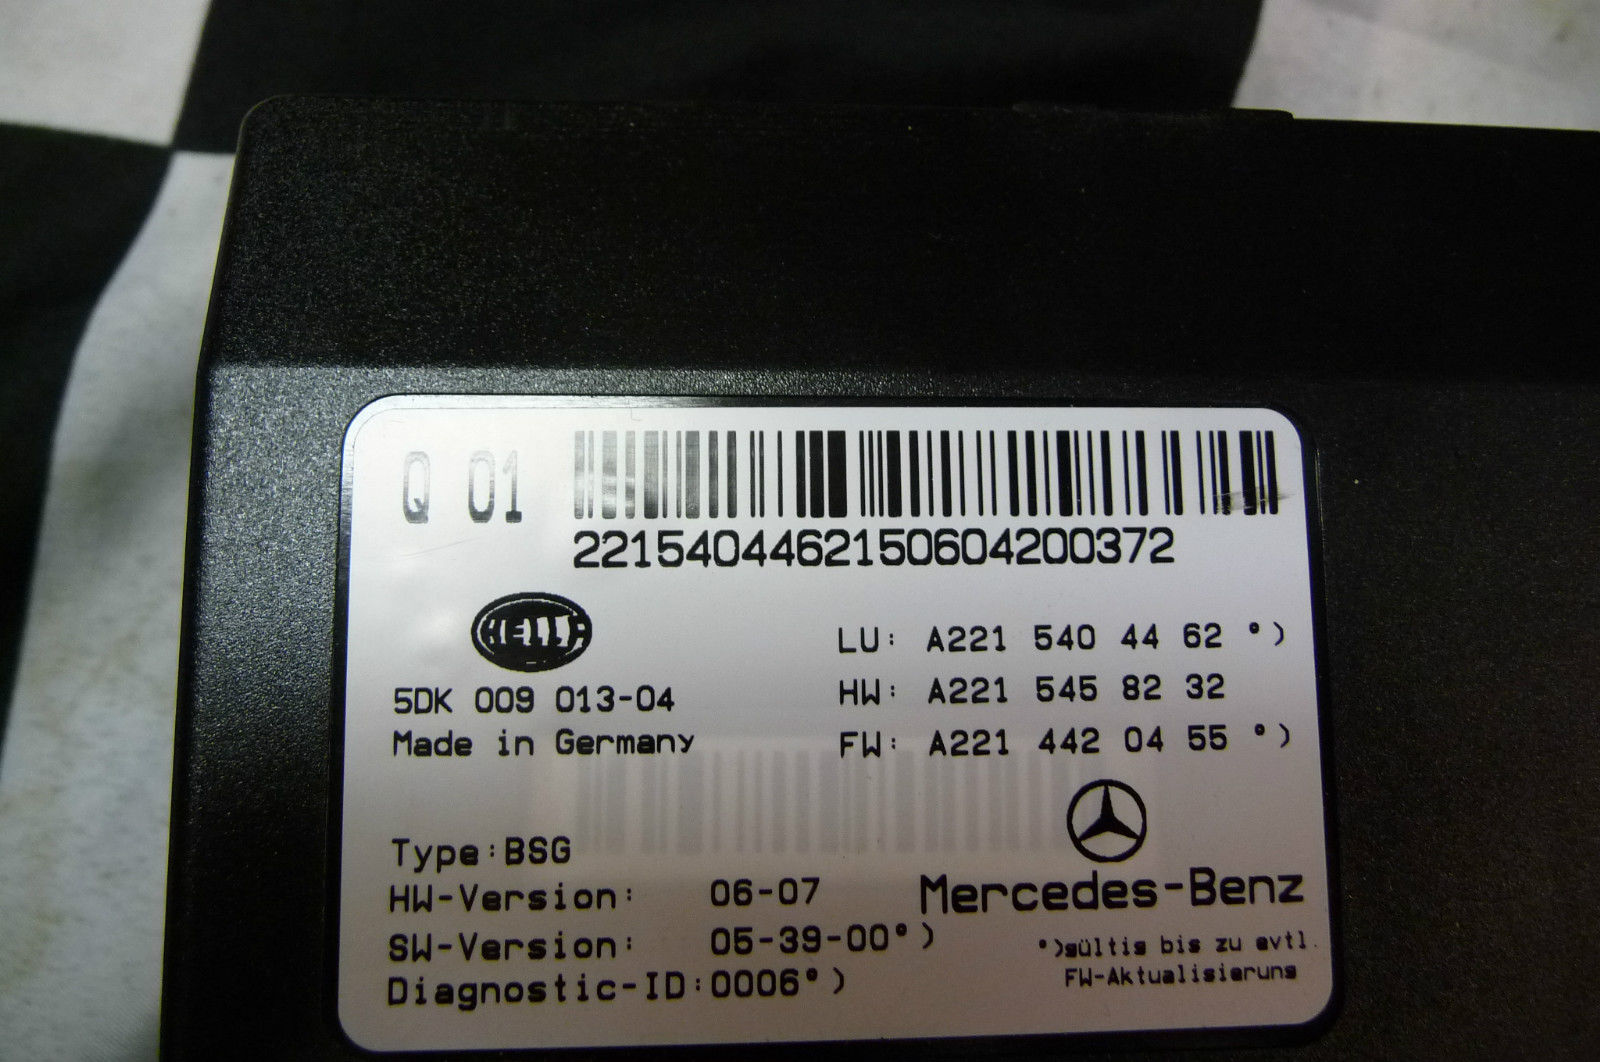 Q 01
2215404462150604200372
HELLA
LU: A221 540 44 62 *)
5DK 009 013-04
HW: A221 545 82 32
Made in Germany
FW: A221 442 04 55 *)
Type:BSG
HW-Version: 06-07
Mercedes-Benz
SW-Version: 05-39-00*)
*)gültig bis zu evtl.
FW-Aktualisierung
Diagnostic-ID:0006*)